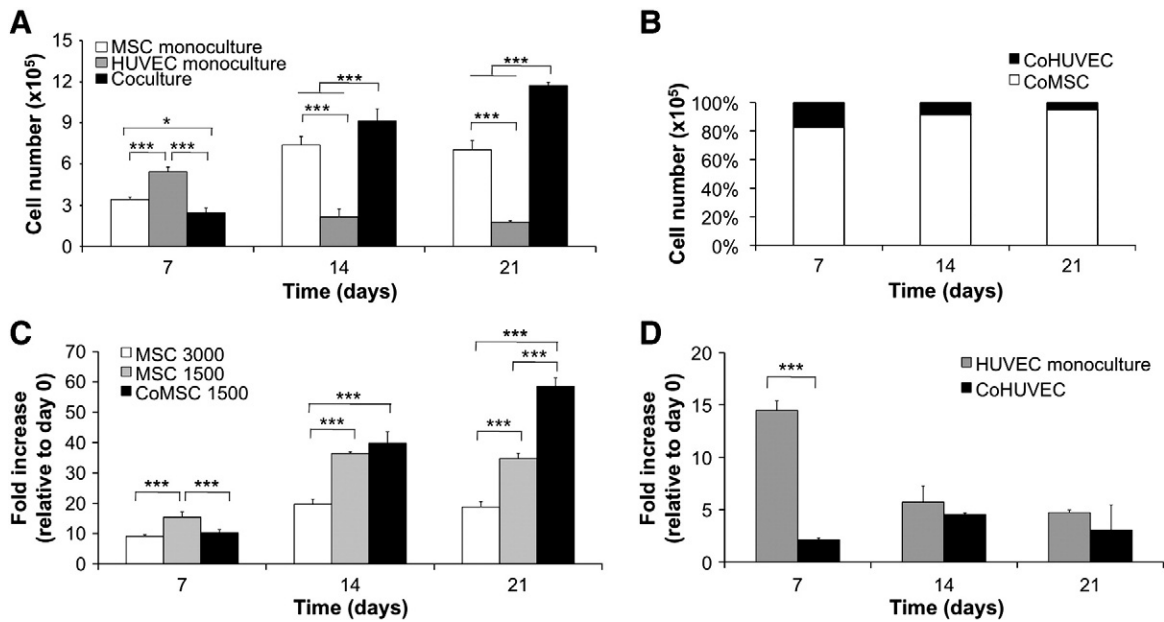 A
Cell number (x10⁵)
15
12
9
6
3
0
MSC monoculture
HUVEC monoculture
Coculture
*
*** ***
***
***
***
***
7 14 21
Time (days)
B
CoHUVEC
CoMSC
Cell number (x10⁵)
100%
80%
60%
40%
20%
0%
7 14 21
Time (days)
C
Fold increase
(relative to day 0)
70
60
50
40
30
20
10
0
MSC 3000
MSC 1500
CoMSC 1500
*** ***
***
***
***
***
***
7 14 21
Time (days)
D
Fold increase
(relative to day 0)
20
15
10
5
0
HUVEC monoculture
CoHUVEC
***
7 14 21
Time (days)